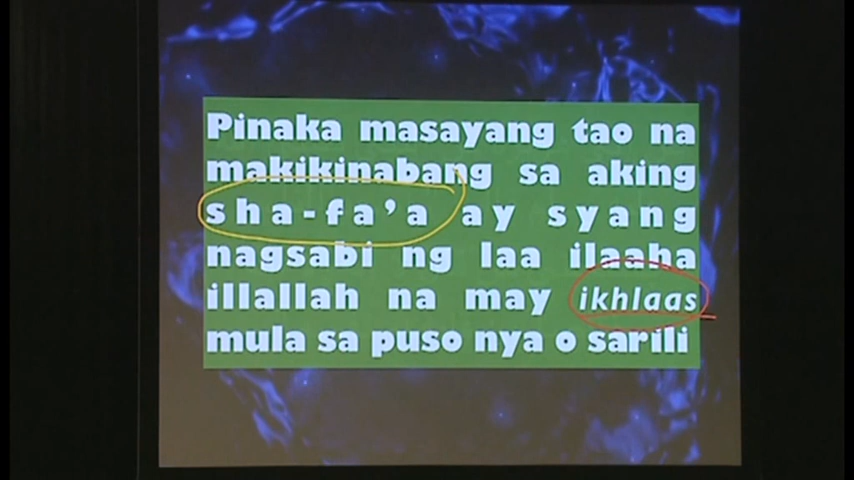 Pinaka masayang tao na
makikinabang sa aking
sha-fa'a ay syang
nagsabi ng laa ilaaha
illallah na may ikhlaas
mula sa puso nya o sarili